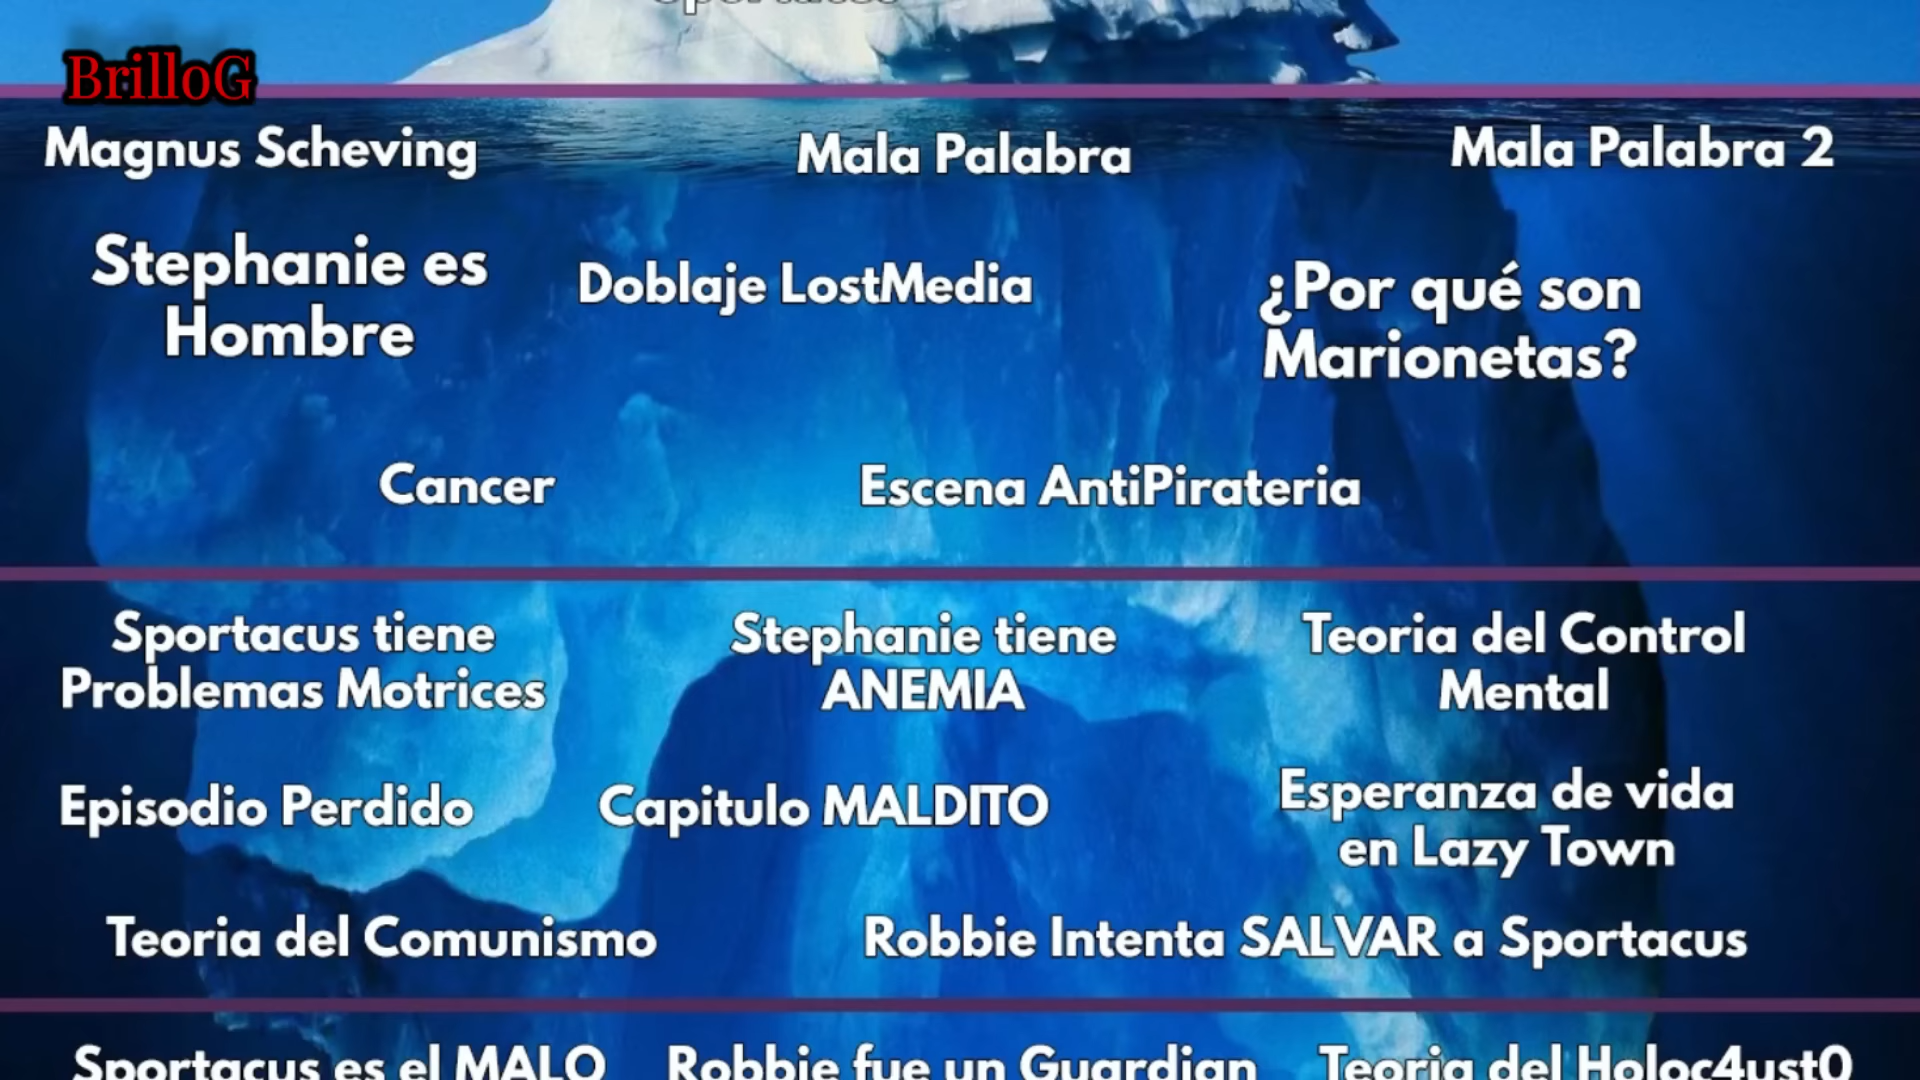 BrilloG
Magnus Scheving
Mala Palabra
Mala Palabra 2
Stephanie es
Hombre
Doblaje LostMedia
¿Por qué son
Marionetas?
Cancer
Escena AntiPirateria
Sportacus tiene
Problemas Motrices
Stephanie tiene
ANEMIA
Teoria del Control
Mental
Episodio Perdido
Capitulo MALDITO
Esperanza de vida
en Lazy Town
Teoria del Comunismo
Robbie Intenta SALVAR a Sportacus
Sportacus es el MALO
Robbie fue un Guardian
Teoria del Holoc4ust0